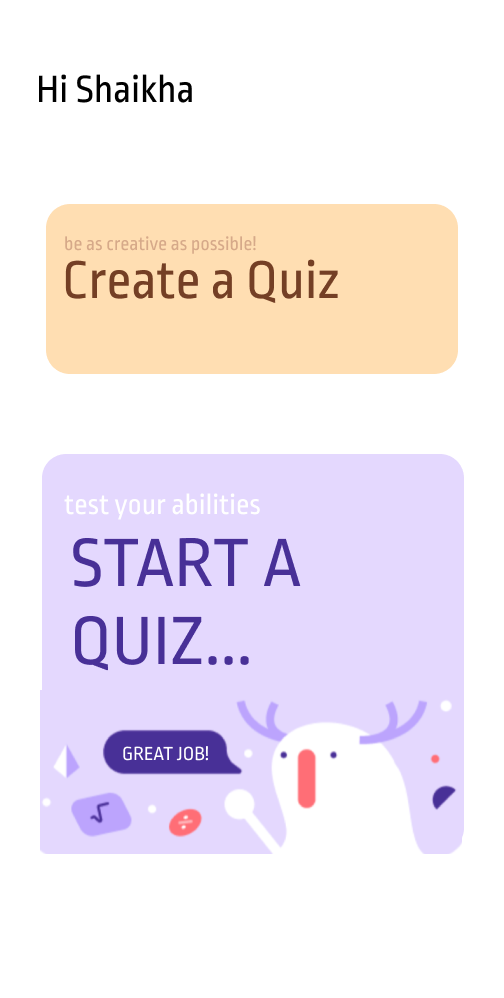 Hi Shaikha
be as creative as possible!
Create a Quiz
test your abilities
START A
QUIZ...
GREAT JOB!
√
÷